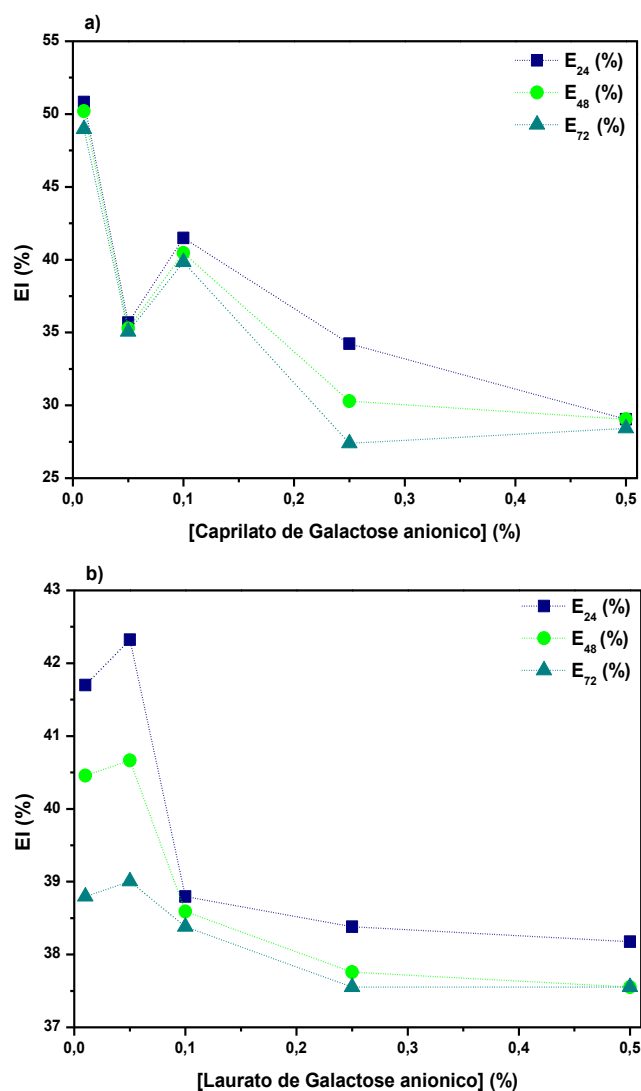 a)
55
50
45
40
35
30
25
EI (%)
E24 (%)
E48 (%)
E72 (%)
0,0 0,1 0,2 0,3 0,4 0,5
[Caprilato de Galactose anionico] (%)
b)
43
42
41
40
39
38
37
EI (%)
E24 (%)
E48 (%)
E72 (%)
0,0 0,1 0,2 0,3 0,4 0,5
[Laurato de Galactose anionico] (%)